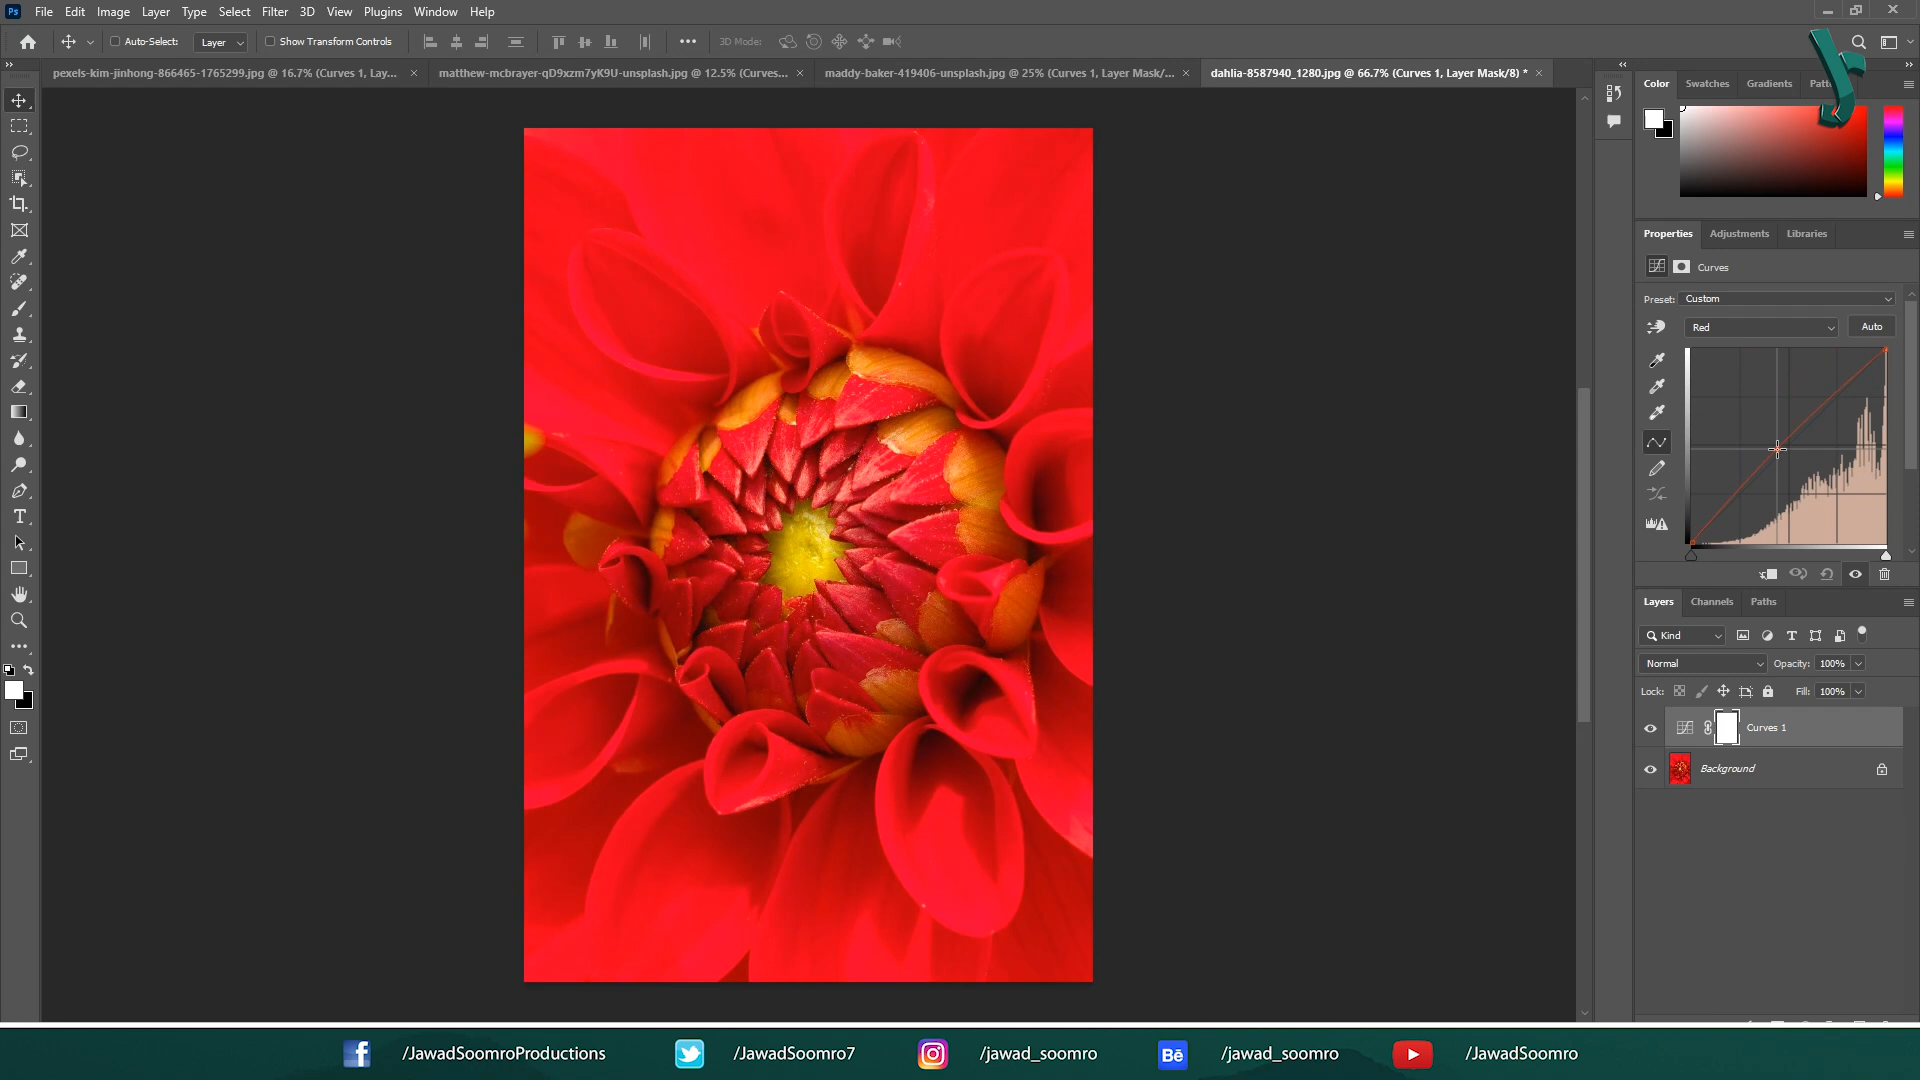 Ps File Edit Image Layer Type Select Filter 3D View Plugins Window Help
Auto-Select: Layer Show Transform Controls 3D Mode:
pexels-kim-jinhong-866465-1765299.jpg @ 16.7% (Curves 1, Lay... × matthew-mcbrayer-qD9xzm7yK9U-unsplash.jpg @ 12.5% (Curves... × maddy-baker-419406-unsplash.jpg @ 25% (Curves 1, Layer Mask/... × dahlia-8587940_1280.jpg @ 66.7% (Curves 1, Layer Mask/8) * ×
Color Swatches Gradients
Properties Adjustments Libraries
Curves
Preset: Custom
Red Auto
Layers Channels Paths
Kind
Normal Opacity: 100%
Lock: Fill: 100%
Curves 1
Background
/JawadSoomroProductions /JawadSoomro7 /jawad_soomro Bē /jawad_soomro /JawadSoomro